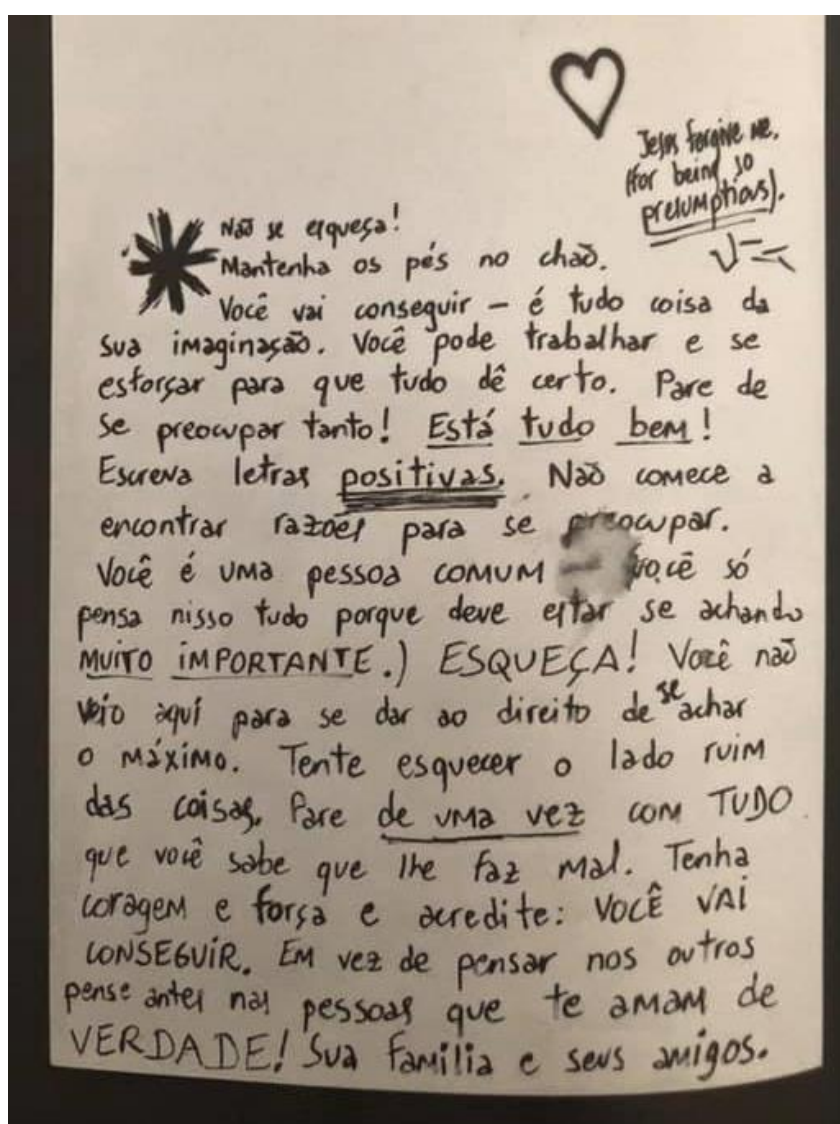 Jesus forgive me.
(for being so
presumptious).
Não se esqueça!
Mantenha os pés no chão.
Você vai conseguir — é tudo coisa da
sua imaginação. Você pode trabalhar e se
esforçar para que tudo dê certo. Pare de
se preocupar tanto! Está tudo bem!
Escreva letras positivas. Não comece a
encontrar razões para se preocupar.
Você é uma pessoa COMUM — você só
pensa nisso tudo porque deve estar se achando
MUITO IMPORTANTE.) ESQUEÇA! Você não
veio aqui para se dar ao direito de se achar
o máximo. Tente esquecer o lado ruim
das coisas. Pare de uma vez com TUDO
que você sabe que lhe faz mal. Tenha
coragem e força e acredite: VOCÊ VAI
CONSEGUIR. Em vez de pensar nos outros
pense antes nas pessoas que te amam de
VERDADE! Sua família e seus amigos.